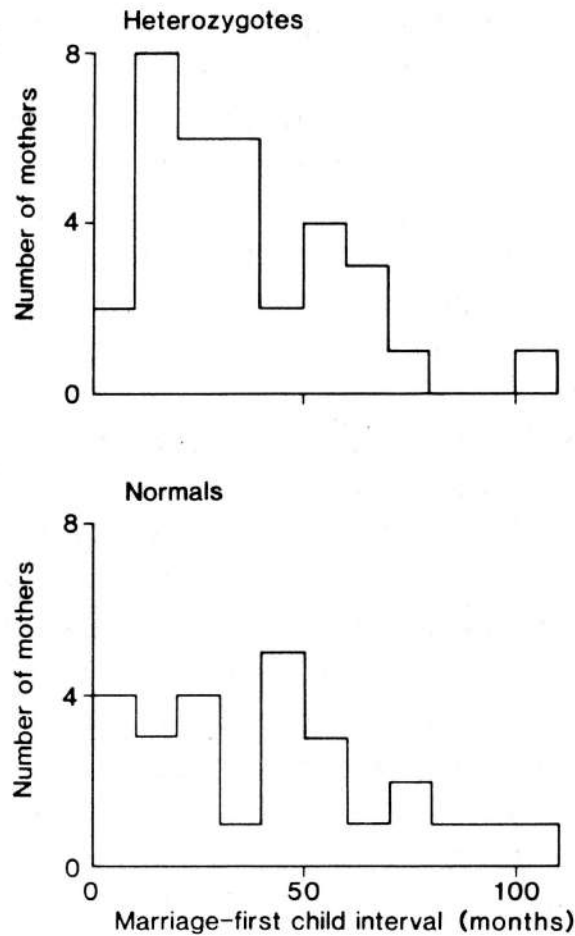 Heterozygotes
Number of mothers
8
4
0
Normals
Number of mothers
8
4
0
0 50 100
Marriage-first child interval (months)